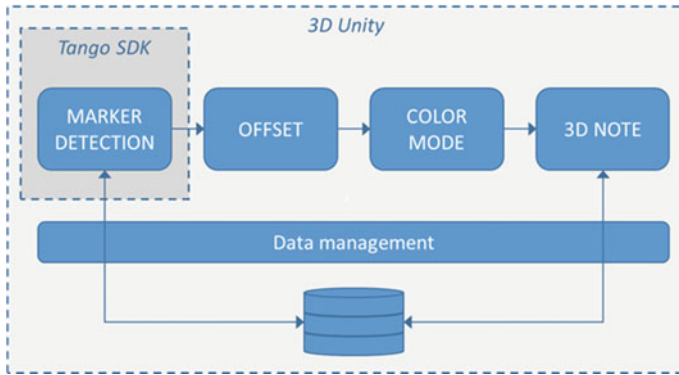 3D Unity
Tango SDK
MARKER
DETECTION
OFFSET
COLOR
MODE
3D NOTE
Data management